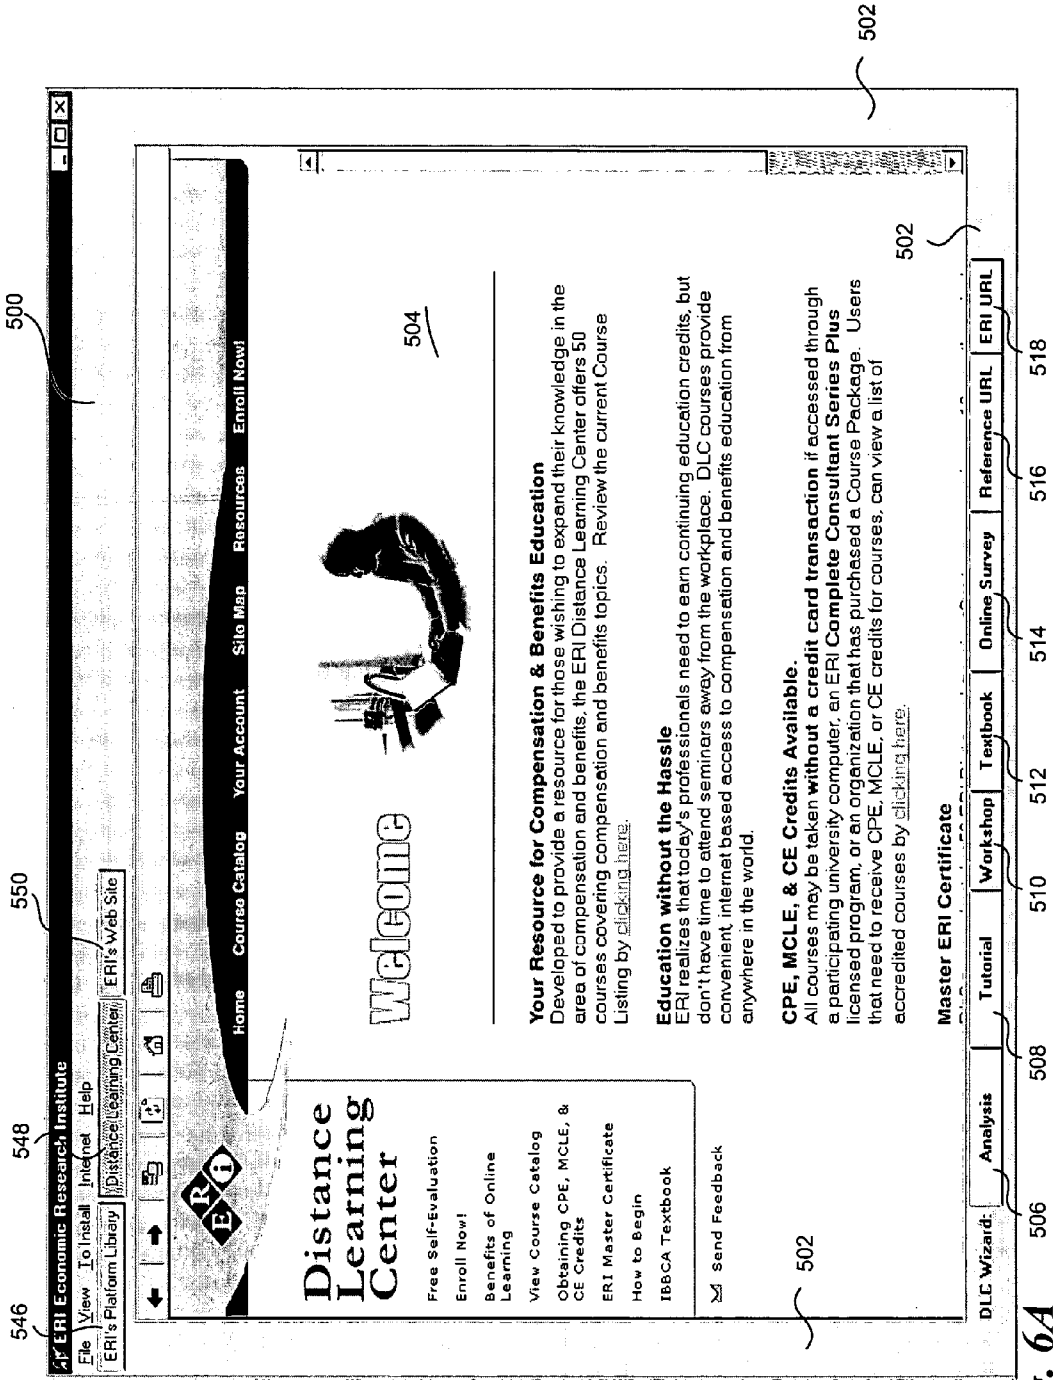 546
548
550
500
ERI Economic Research Institute
File View To Install Internet Help
ERI's Platform Library Distance Learning Center ERI's Web Site
E R i
Home Course Catalog Your Account Site Map Resources Enroll Now!
Distance
Learning
Center
Free Self-Evaluation
Enroll Now!
Benefits of Online
Learning
View Course Catalog
Obtaining CPE, MCLE, &
CE Credits
ERI Master Certificate
How to Begin
IBBCA Textbook
Send Feedback
502
Welcome
504
Your Resource for Compensation & Benefits Education
Developed to provide a resource for those wishing to expand their knowledge in the
area of compensation and benefits, the ERI Distance Learning Center offers 50
courses covering compensation and benefits topics. Review the current Course
Listing by clicking here.
Education without the Hassle
ERI realizes that today's professionals need to earn continuing education credits, but
don't have time to attend seminars away from the workplace. DLC courses provide
convenient, internet based access to compensation and benefits education from
anywhere in the world.
CPE, MCLE, & CE Credits Available.
All courses may be taken without a credit card transaction if accessed through
a participating university computer, an ERI Complete Consultant Series Plus
licensed program, or an organization that has purchased a Course Package. Users
that need to receive CPE, MCLE, or CE credits for courses, can view a list of
accredited courses by clicking here.
Master ERI Certificate
502
502
DLC Wizard: Analysis Tutorial Workshop Textbook Online Survey Reference URL ERI URL
506
508
510
512
514
516
518
6A